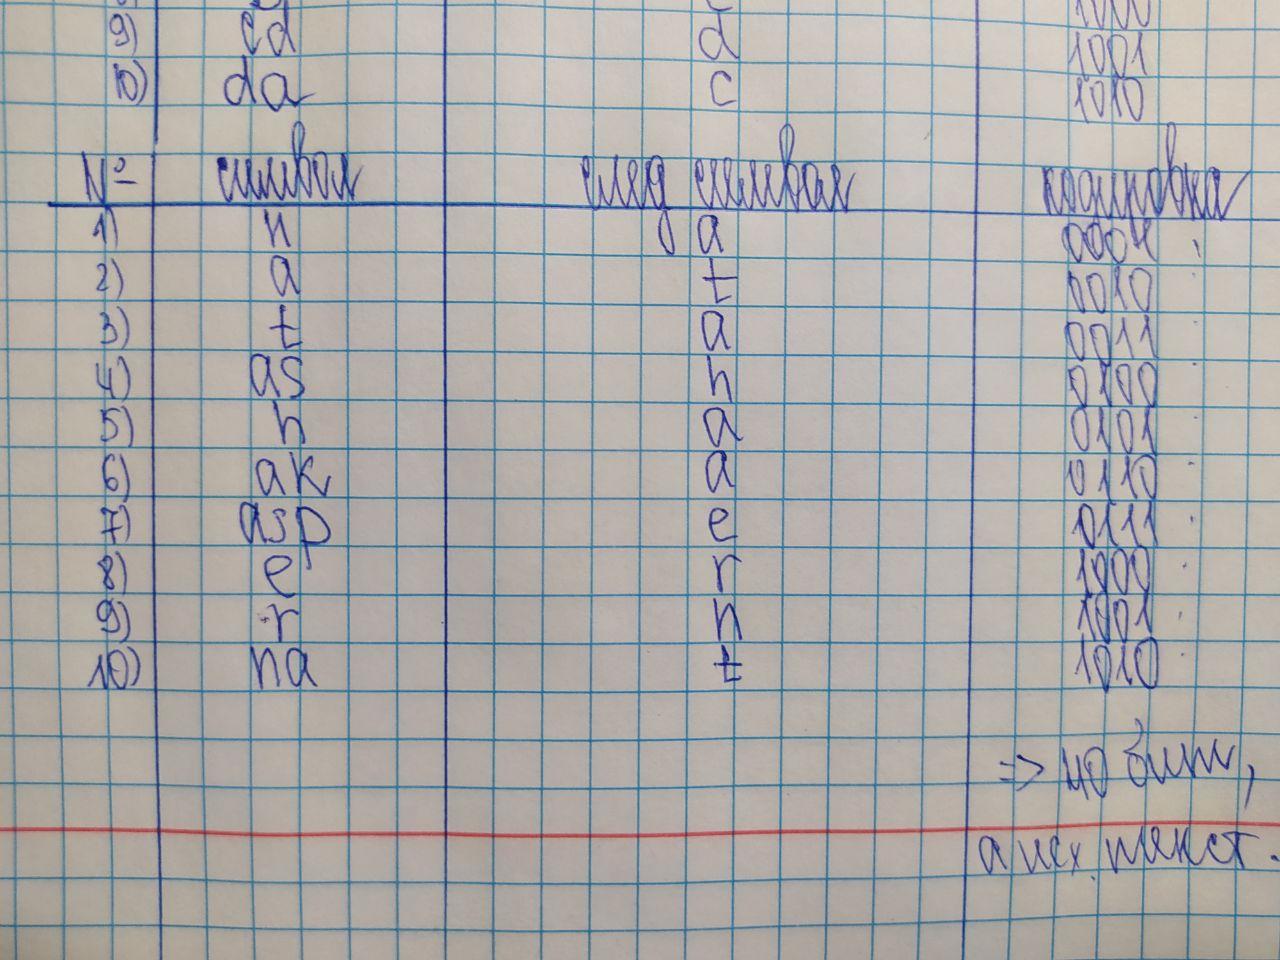 9) cd d 1001
10) da c 1010
№ символ след символ кодировка
1) n a 0001
2) a t 0010
3) t a 0011
4) as h 0100
5) h a 0101
6) ak a 0110
7) asp e 0111
8) e r 1000
9) r n 1001
10) na t 1010
=> 40 бит,
а исх. текст.